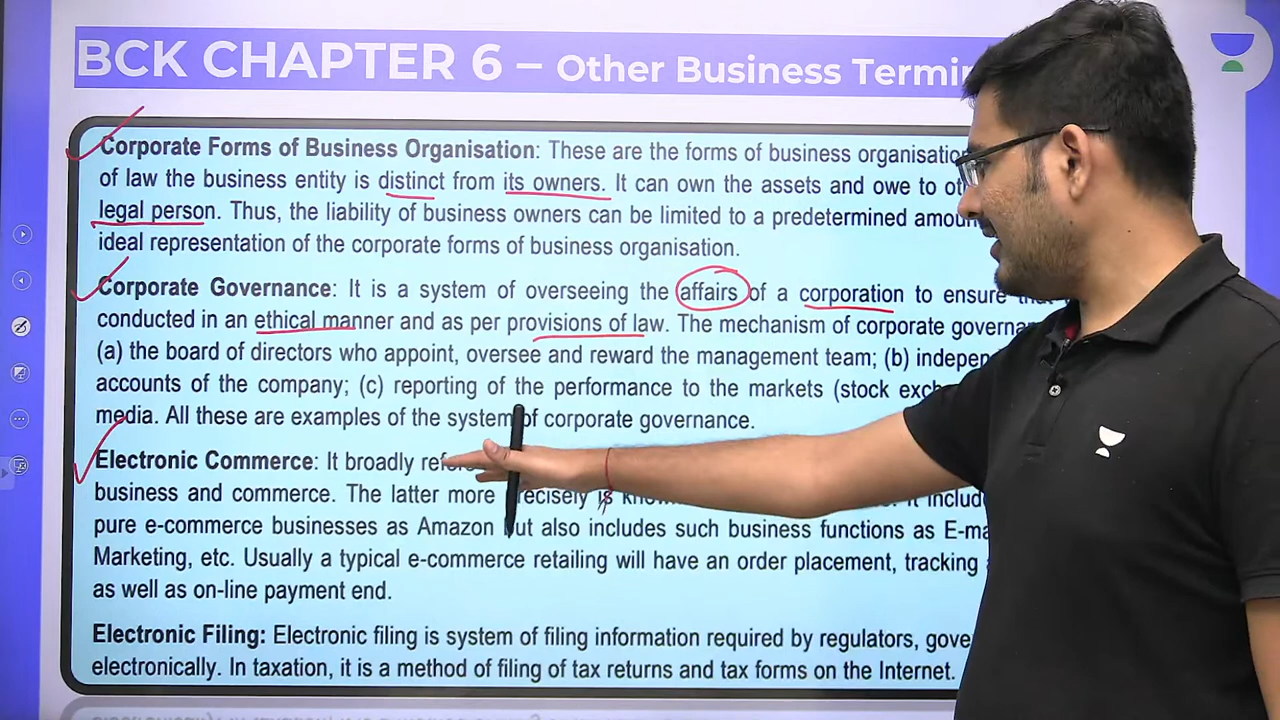 BCK CHAPTER 6 – Other Business Termin
Corporate Forms of Business Organisation: These are the forms of business organisation
of law the business entity is distinct from its owners. It can own the assets and owe to
legal person. Thus, the liability of business owners can be limited to a predetermined
ideal representation of the corporate forms of business organisation.
Corporate Governance: It is a system of overseeing the affairs of a corporation to ensure
conducted in an ethical manner and as per provisions of law. The mechanism of corporate
(a) the board of directors who appoint, oversee and reward the management team; (b)
accounts of the company; (c) reporting of the performance to the markets (stock
media. All these are examples of the system of corporate governance.
Electronic Commerce: It broadly
business and commerce. The latter more precisely is
pure e-commerce businesses as Amazon but also includes such business functions as
Marketing, etc. Usually a typical e-commerce retailing will have an order placement, tracking
as well as on-line payment end.
Electronic Filing: Electronic filing is system of filing information required by regulators,
electronically. In taxation, it is a method of filing of tax returns and tax forms on the Internet.